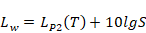 L_w = L_{P2}(T) + 10lgS